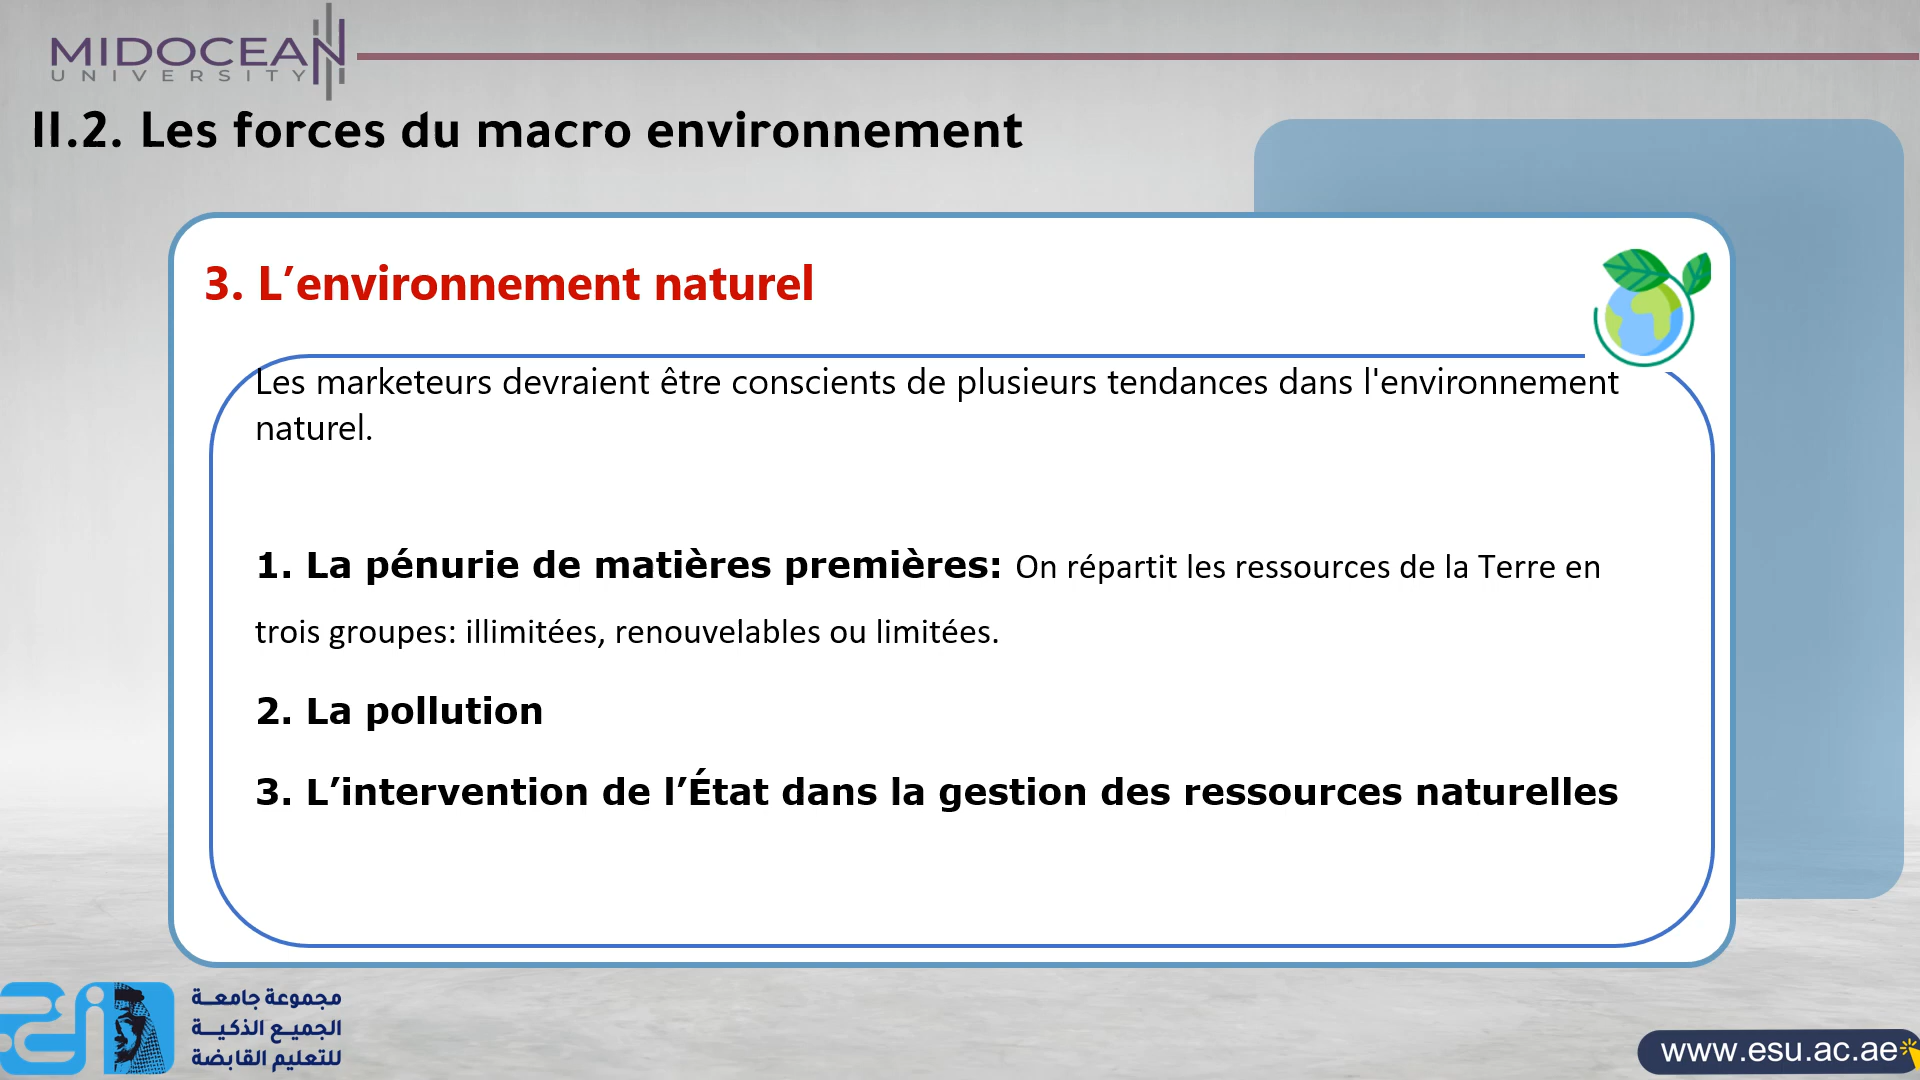 MIDOCEAN
UNIVERSITY
II.2. Les forces du macro environnement
3. L’environnement naturel
Les marketeurs devraient être conscients de plusieurs tendances dans l'environnement
naturel.
1. La pénurie de matières premières: On répartit les ressources de la Terre en
trois groupes: illimitées, renouvelables ou limitées.
2. La pollution
3. L’intervention de l’État dans la gestion des ressources naturelles
مجموعة جامعـــة
الجميـــع الذكيـــة
للتعليم القابضة
www.esu.ac.ae